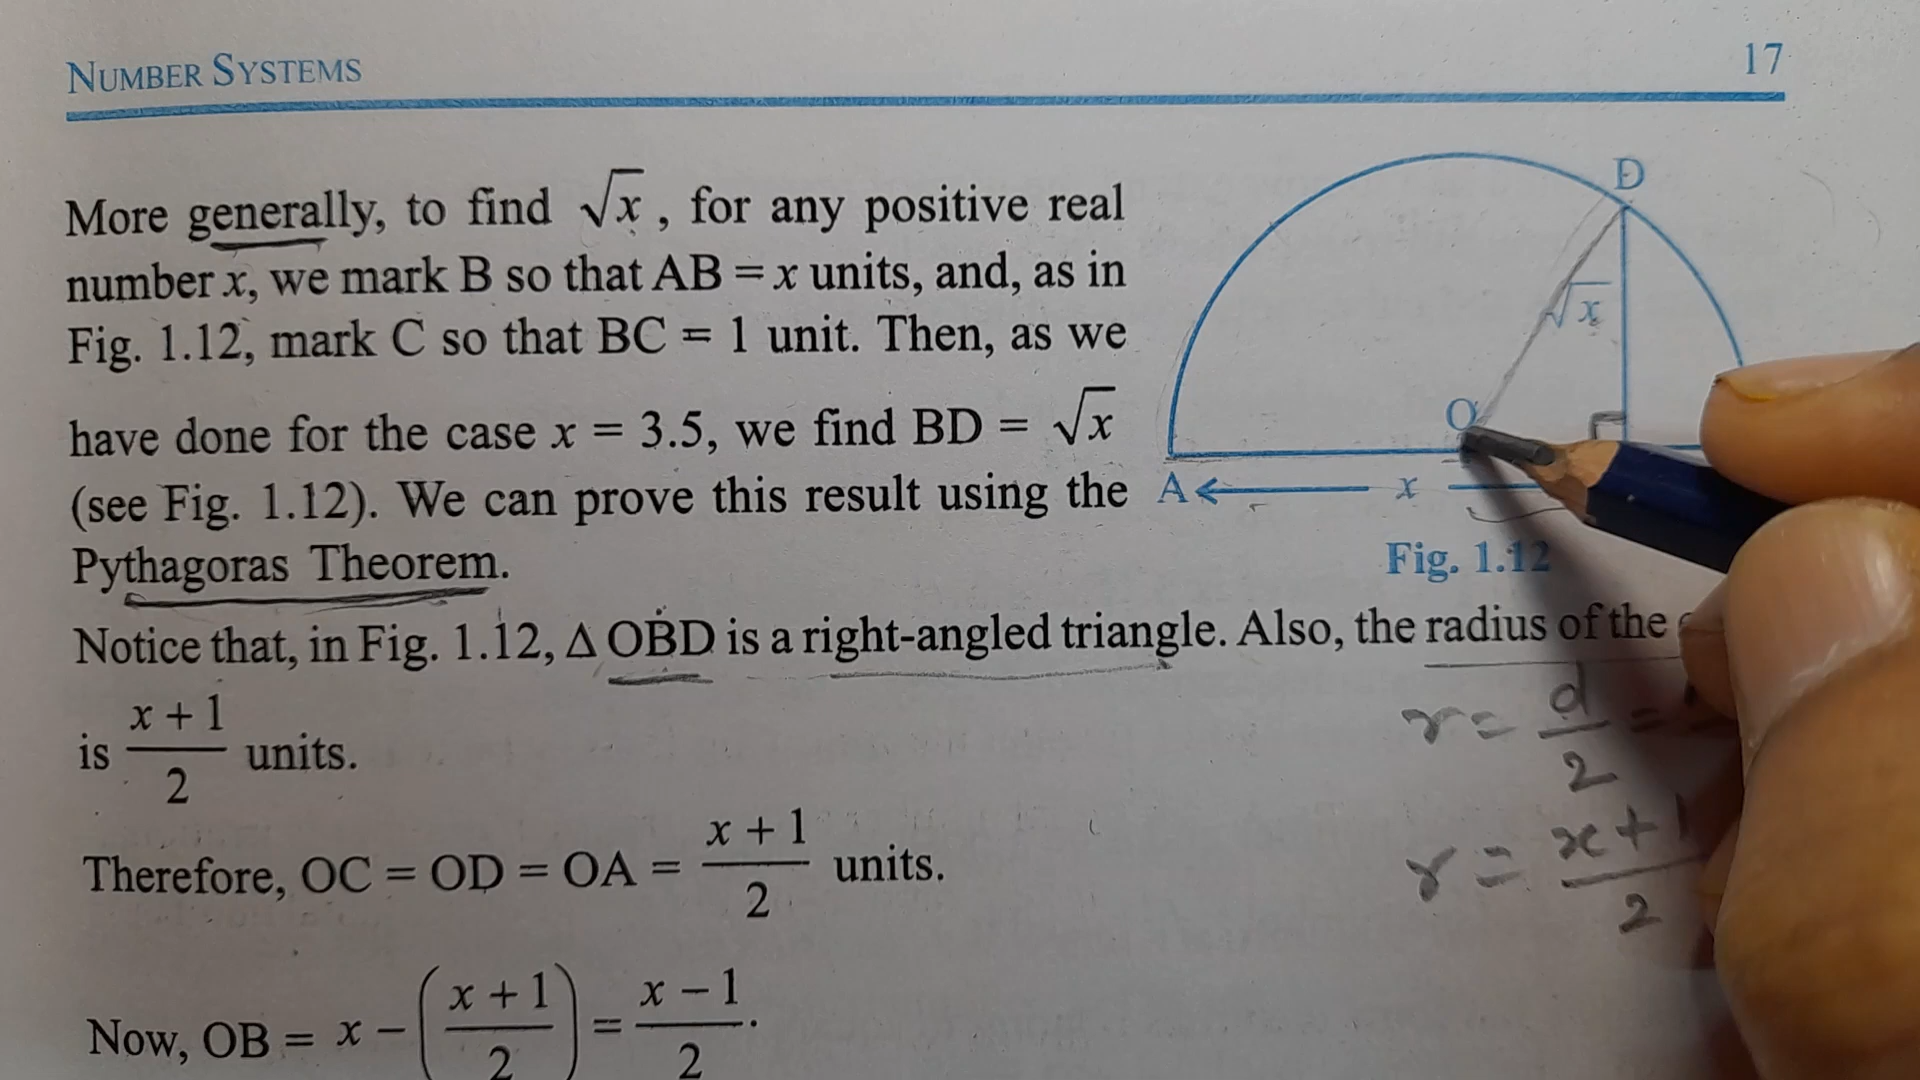 NUMBER SYSTEMS 17
More generally, to find √x , for any positive real
number x, we mark B so that AB = x units, and, as in
Fig. 1.12, mark C so that BC = 1 unit. Then, as we
have done for the case x = 3.5, we find BD = √x
(see Fig. 1.12). We can prove this result using the
Pythagoras Theorem.
D
√x
O
A x
Fig. 1.12
Notice that, in Fig. 1.12, Δ OBD is a right-angled triangle. Also, the radius of the
is (x + 1)/2 units.
r = d/2 =
r = (x+1)/2
Therefore, OC = OD = OA = (x + 1)/2 units.
Now, OB = x − ((x + 1)/2) = (x − 1)/2.